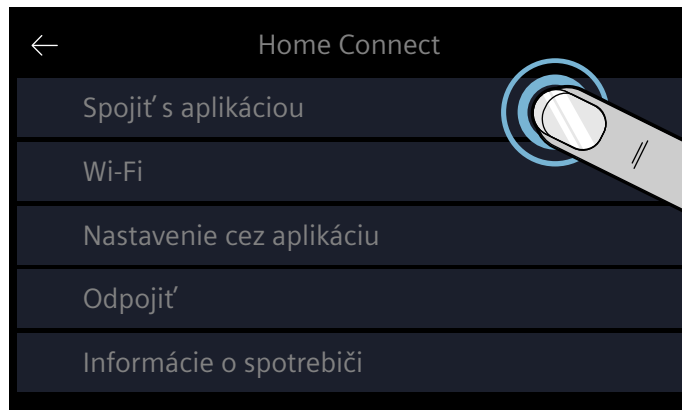 Home Connect
Spojiť s aplikáciou
Wi-Fi
Nastavenie cez aplikáciu
Odpojiť
Informácie o spotrebiči